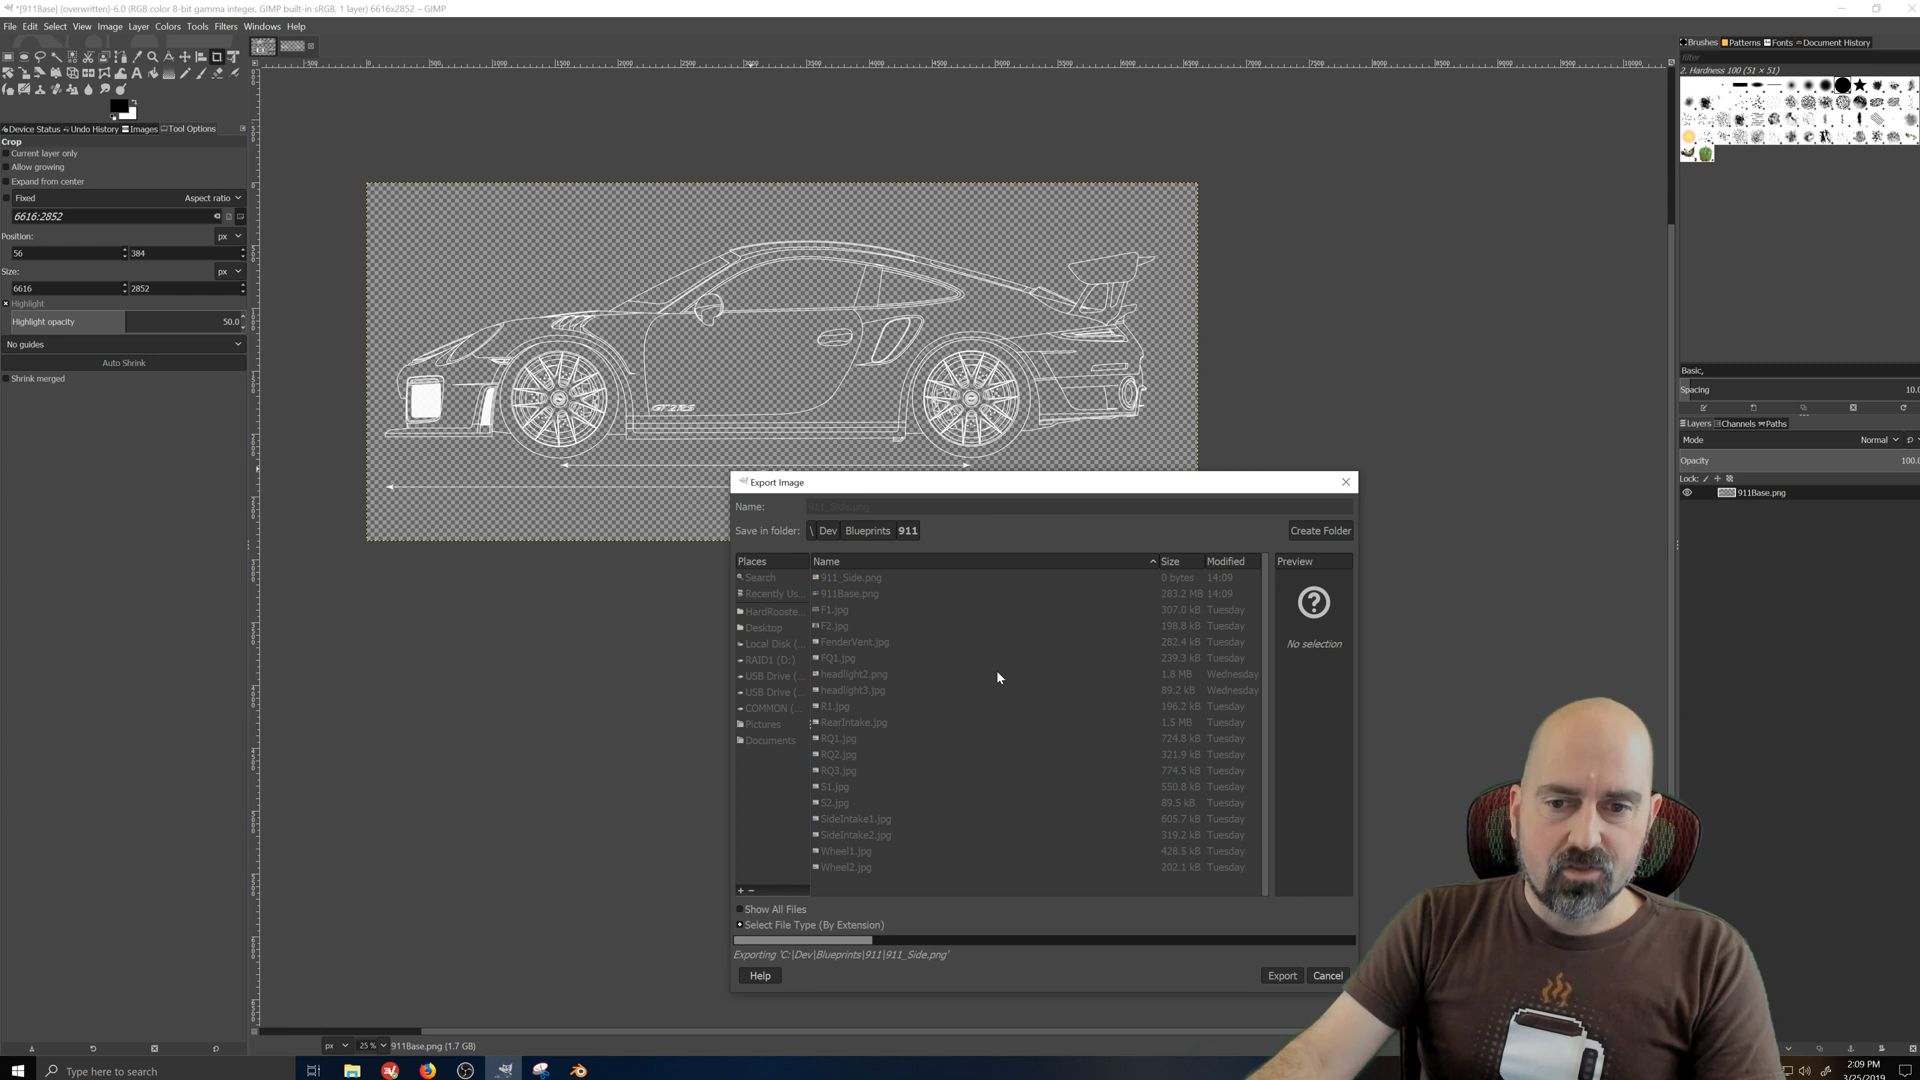 *[911Base] (overwritten)-6.0 (RGB color 8-bit gamma integer, GIMP built-in sRGB, 1 layer) 6616x2852 – GIMP
File Edit Select View Image Layer Colors Tools Filters Windows Help
Device Status Undo History Images Tool Options
Crop
Current layer only
Allow growing
Expand from center
Fixed Aspect ratio
6616:2852
Position: px
56 384
Size: px
6616 2852
Highlight
Highlight opacity 50.0
No guides
Auto Shrink
Shrink merged
GT2RS
Export Image
Name: 911_Side.png
Save in folder: \ Dev Blueprints 911 Create Folder
Places Name Size Modified Preview
Search 911_Side.png 0 bytes 14:09
Recently Us... 911Base.png 283.2 MB 14:09
HardRooste... F1.jpg 307.0 kB Tuesday
Desktop F2.jpg 198.8 kB Tuesday
Local Disk (... FenderVent.jpg 282.4 kB Tuesday
No selection
RAID1 (D:) FQ1.jpg 239.3 kB Tuesday
USB Drive (... headlight2.png 1.8 MB Wednesday
USB Drive (... headlight3.jpg 89.2 kB Wednesday
COMMON (... R1.jpg 196.2 kB Tuesday
Pictures RearIntake.jpg 1.5 MB Tuesday
Documents RQ1.jpg 724.8 kB Tuesday
RQ2.jpg 321.9 kB Tuesday
RQ3.jpg 774.5 kB Tuesday
S1.jpg 550.8 kB Tuesday
S2.jpg 89.5 kB Tuesday
SideIntake1.jpg 605.7 kB Tuesday
SideIntake2.jpg 319.2 kB Tuesday
Wheel1.jpg 428.5 kB Tuesday
Wheel2.jpg 202.1 kB Tuesday
Show All Files
Select File Type (By Extension)
Exporting 'C:\Dev\Blueprints\911\911_Side.png'
Help Export Cancel
Brushes Patterns Fonts Document History
filter
2. Hardness 100 (51 × 51)
Basic,
Spacing 10.0
Layers Channels Paths
Mode Normal
Opacity 100.
Lock:
911Base.png
px 25 % 911Base.png (1.7 GB)
Type here to search
2:09 PM
3/25/2019